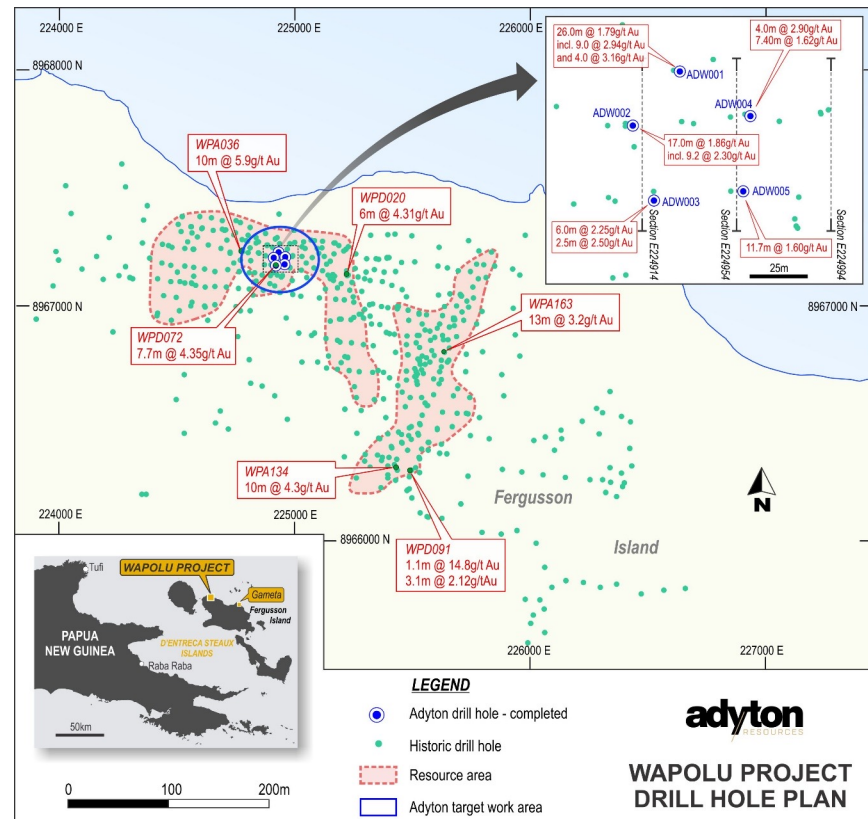 224000 E
225000 E
226000 E
8968000 N
26.0m @ 1.79g/t Au
incl. 9.0 @ 2.94g/t Au
and 4.0 @ 3.16g/t Au
4.0m @ 2.90g/t Au
7.40m @ 1.62g/t Au
ADW001
ADW002
ADW004
17.0m @ 1.86g/t Au
incl. 9.2 @ 2.30g/t Au
ADW003
ADW005
6.0m @ 2.25g/t Au
2.5m @ 2.50g/t Au
11.7m @ 1.60g/t Au
Section E224914
Section E224954
Section E224994
25m
WPA036
10m @ 5.9g/t Au
WPD020
6m @ 4.31g/t Au
8967000 N
8967000 N
WPD072
7.7m @ 4.35g/t Au
WPA163
13m @ 3.2g/t Au
WPA134
10m @ 4.3g/t Au
Fergusson
Island
N
224000 E
225000 E
8966000 N
WPD091
1.1m @ 14.8g/t Au
3.1m @ 2.12g/tAu
226000 E
227000 E
Tufi
WAPOLU PROJECT
Gameta
Fergusson
Island
PAPUA
NEW GUINEA
D'ENTRECA STEAUX
ISLANDS
Raba Raba
50km
0
100
200m
LEGEND
Adyton drill hole - completed
Historic drill hole
Resource area
Adyton target work area
adyton
RESOURCES
WAPOLU PROJECT
DRILL HOLE PLAN